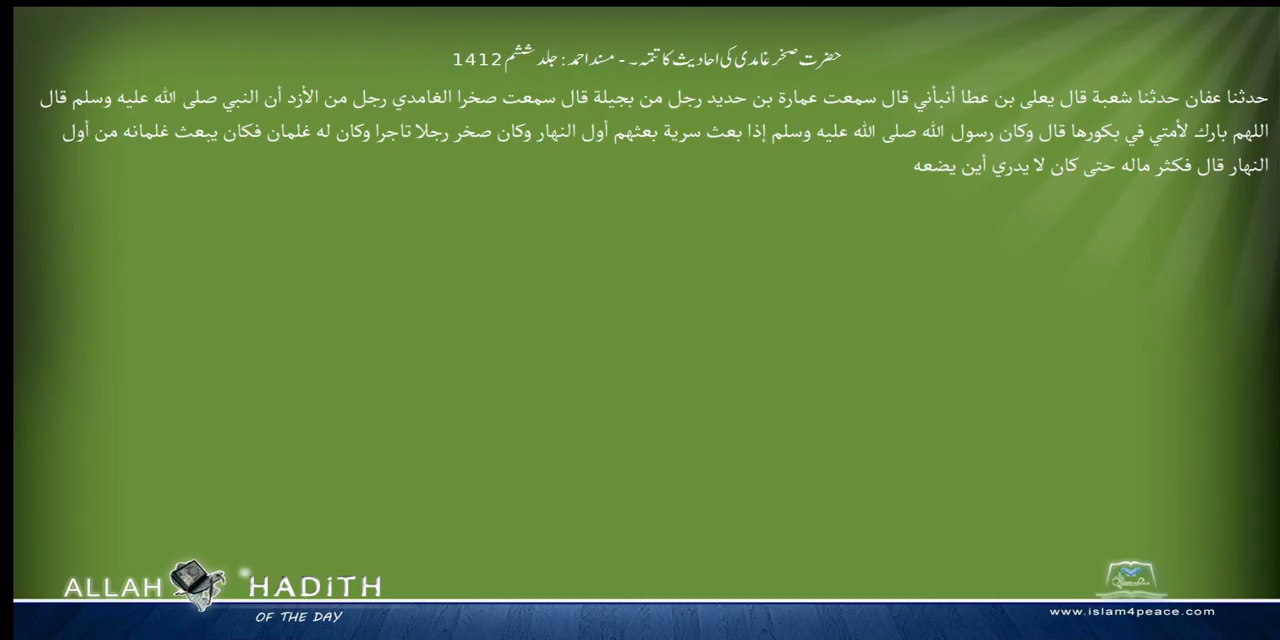 حضرت صخر غامدی کی احادیث کا تتمہ۔۔ - مسند احمد : جلد ششم 1412
حدثنا عفان حدثنا شعبة قال يعلى بن عطا أنبأني قال سمعت عمارة بن حديد رجل من بجيلة قال سمعت صخرا الغامدي رجل من الأزد أن النبي صلى الله عليه وسلم قال
اللهم بارك لأمتي في بكورها قال وكان رسول الله صلى الله عليه وسلم إذا بعث سرية بعثهم أول النهار وكان صخر رجلا تاجرا وكان له غلمان فكان يبعث غلمانه من أول
النهار قال فكثر ماله حتى كان لا يدري أين يضعه
ALLAH HADITH
OF THE DAY
www.islam4peace.com